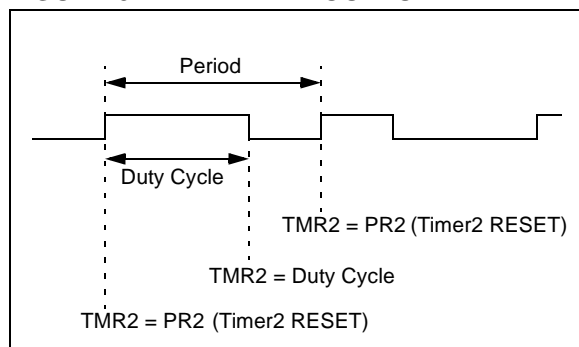 Period
Duty Cycle
TMR2 = PR2 (Timer2 RESET)
TMR2 = Duty Cycle
TMR2 = PR2 (Timer2 RESET)